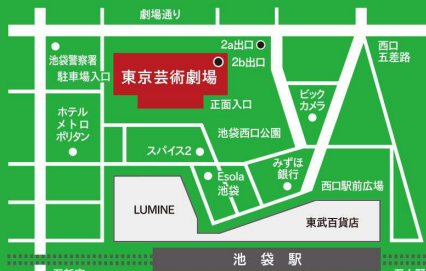 劇場通り
2a出口
西口
五差路
池袋警察署
駐車場入口
東京芸術劇場
2b出口
正面入口
ビック
カメラ
ホテル
メトロ
ポリタン
池袋西口公園
スパイス2
みずほ
銀行
Esola
池袋
西口駅前広場
LUMINE
東武百貨店
池袋駅